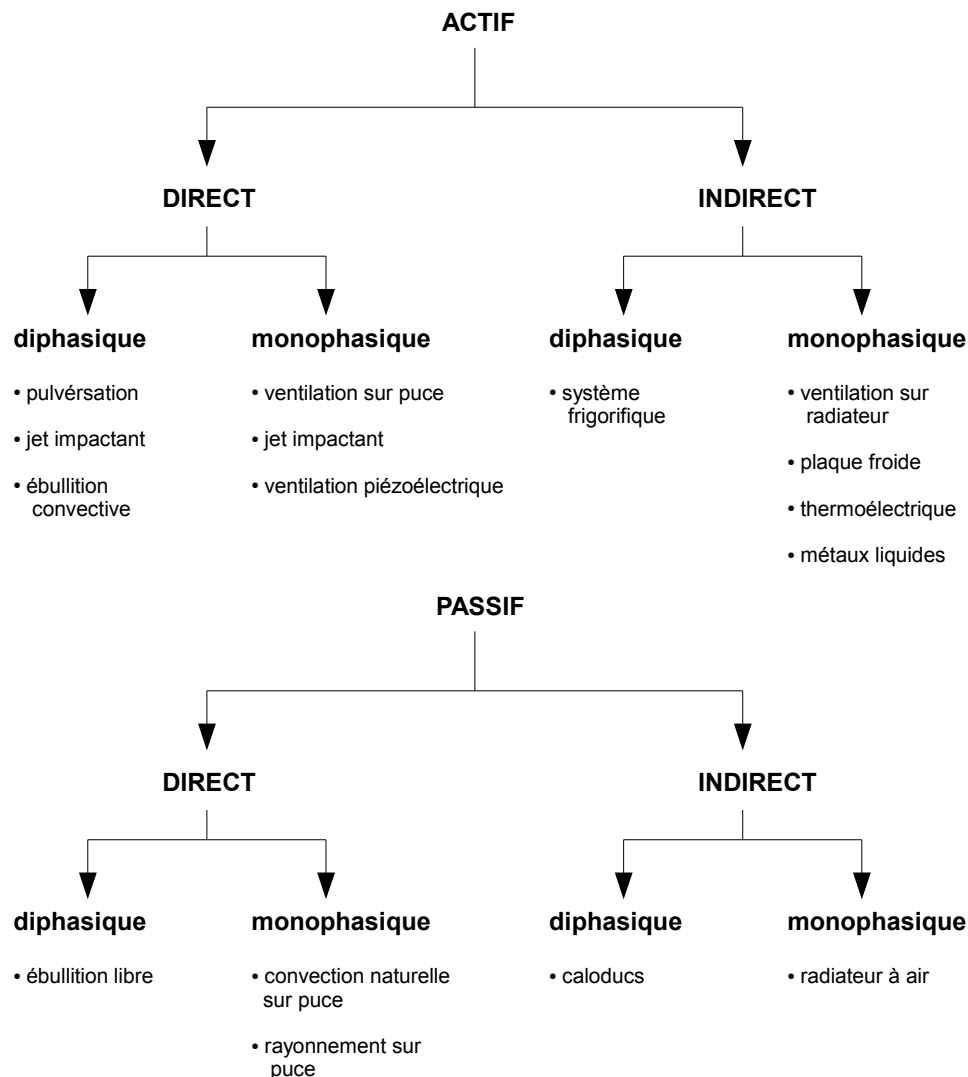 ACTIF
DIRECT
INDIRECT
diphasique
monophasique
diphasique
monophasique
• pulvérsation
• jet impactant
• ébullition
convective
• ventilation sur puce
• jet impactant
• ventilation piézoélectrique
• système
frigorifique
• ventilation sur
radiateur
• plaque froide
• thermoélectrique
• métaux liquides
PASSIF
DIRECT
INDIRECT
diphasique
monophasique
diphasique
monophasique
• ébullition libre
• convection naturelle
sur puce
• rayonnement sur
puce
• caloducs
• radiateur à air